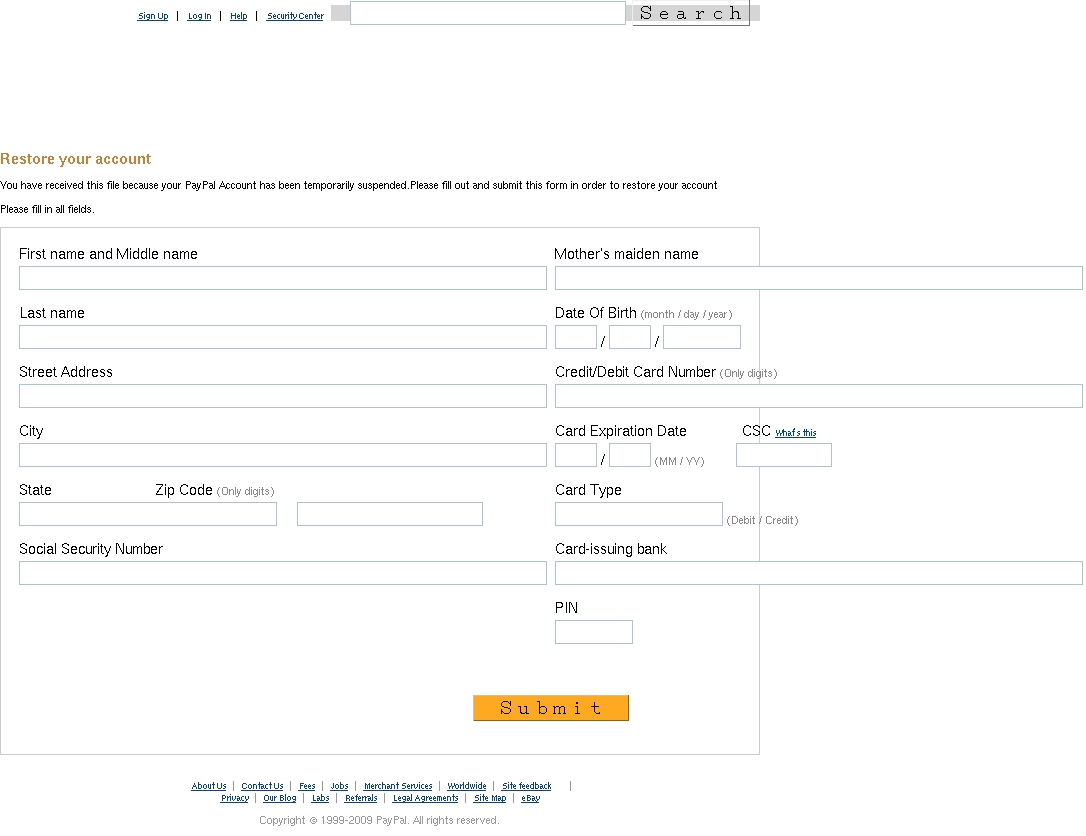 Sign Up | Log In | Help | Security Center Search
Restore your account
You have received this file because your PayPal Account has been temporarily suspended.Please fill out and submit this form in order to restore your account
Please fill in all fields.
First name and Middle name Mother's maiden name
Last name Date Of Birth (month / day / year)
/ /
Street Address Credit/Debit Card Number (Only digits)
City Card Expiration Date CSC What's this
/ (MM / YY)
State Zip Code (Only digits) Card Type
(Debit / Credit)
Social Security Number Card-issuing bank
PIN
Submit
About Us | Contact Us | Fees | Jobs | Merchant Services | Worldwide | Site feedback |
Privacy | Our Blog | Labs | Referrals | Legal Agreements | Site Map | eBay
Copyright © 1999-2009 PayPal. All rights reserved.